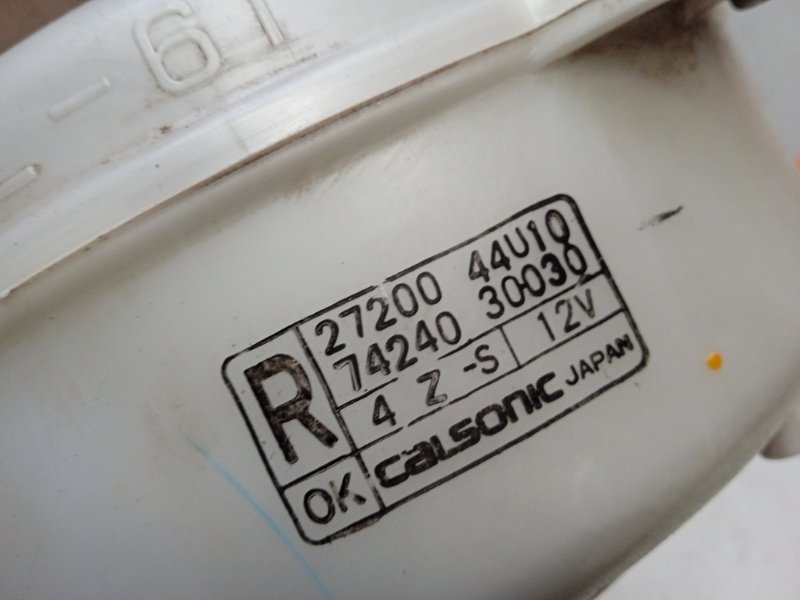 -61
R
27200 44U10
74240 30030
4 Z -S 12V
OK calsonic JAPAN